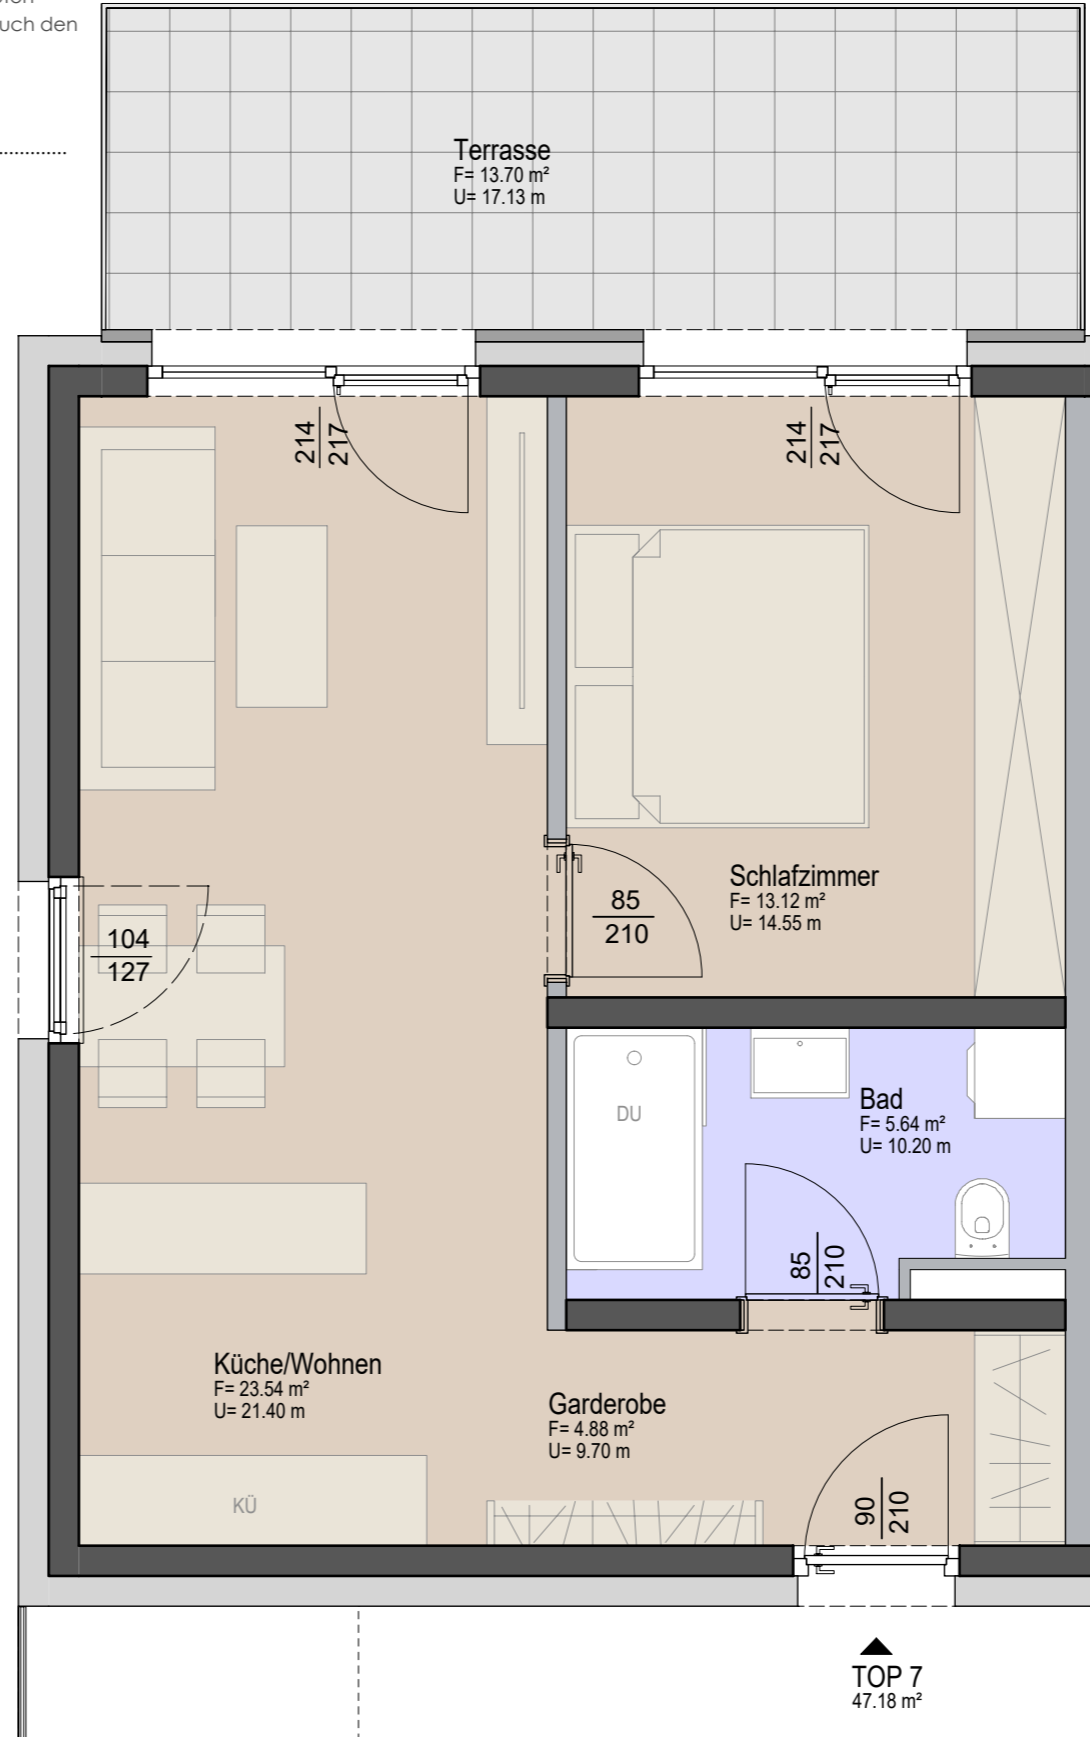 uch den
Terrasse
F= 13.70 m²
U= 17.13 m
214
217
214
217
Schlafzimmer
F= 13.12 m²
U= 14.55 m
85
210
104
127
DU
Bad
F= 5.64 m²
U= 10.20 m
85
210
Küche/Wohnen
F= 23.54 m²
U= 21.40 m
Garderobe
F= 4.88 m²
U= 9.70 m
KÜ
90
210
TOP 7
47.18 m²